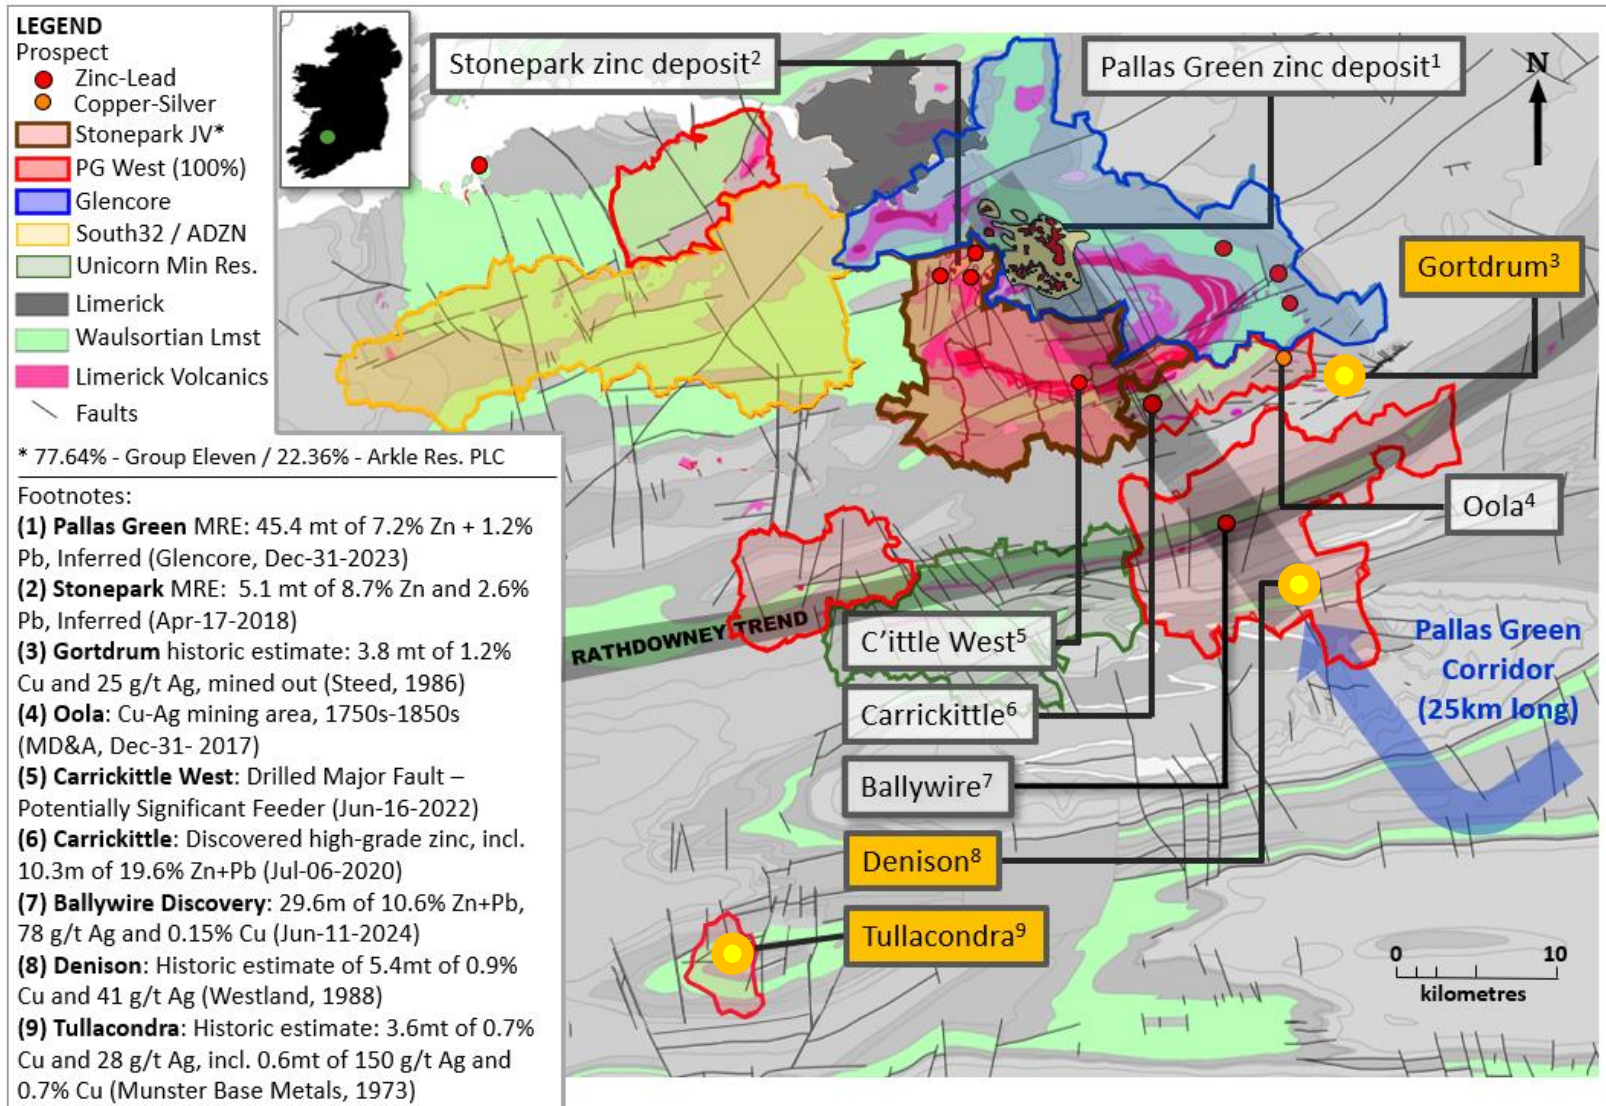 LEGEND
Prospect
Zinc-Lead
Copper-Silver
Stonepark JV*
PG West (100%)
Glencore
South32 / ADZN
Unicorn Min Res.
Limerick
Waulsortian Lmst
Limerick Volcanics
Faults
* 77.64% - Group Eleven / 22.36% - Arkle Res. PLC
Footnotes:
(1) Pallas Green MRE: 45.4 mt of 7.2% Zn + 1.2%
Pb, Inferred (Glencore, Dec-31-2023)
(2) Stonepark MRE:  5.1 mt of 8.7% Zn and 2.6%
Pb, Inferred (Apr-17-2018)
(3) Gortdrum historic estimate: 3.8 mt of 1.2%
Cu and 25 g/t Ag, mined out (Steed, 1986)
(4) Oola: Cu-Ag mining area, 1750s-1850s
(MD&A, Dec-31- 2017)
(5) Carrickittle West: Drilled Major Fault –
Potentially Significant Feeder (Jun-16-2022)
(6) Carrickittle: Discovered high-grade zinc, incl.
10.3m of 19.6% Zn+Pb (Jul-06-2020)
(7) Ballywire Discovery: 29.6m of 10.6% Zn+Pb,
78 g/t Ag and 0.15% Cu (Jun-11-2024)
(8) Denison: Historic estimate of 5.4mt of 0.9%
Cu and 41 g/t Ag (Westland, 1988)
(9) Tullacondra: Historic estimate: 3.6mt of 0.7%
Cu and 28 g/t Ag, incl. 0.6mt of 150 g/t Ag and
0.7% Cu (Munster Base Metals, 1973)
Stonepark zinc deposit²
Pallas Green zinc deposit¹
N
Gortdrum³
Oola⁴
RATHDOWNEY TREND
C'ittle West⁵
Carrickittle⁶
Ballywire⁷
Denison⁸
Tullacondra⁹
Pallas Green
Corridor
(25km long)
0 10
kilometres